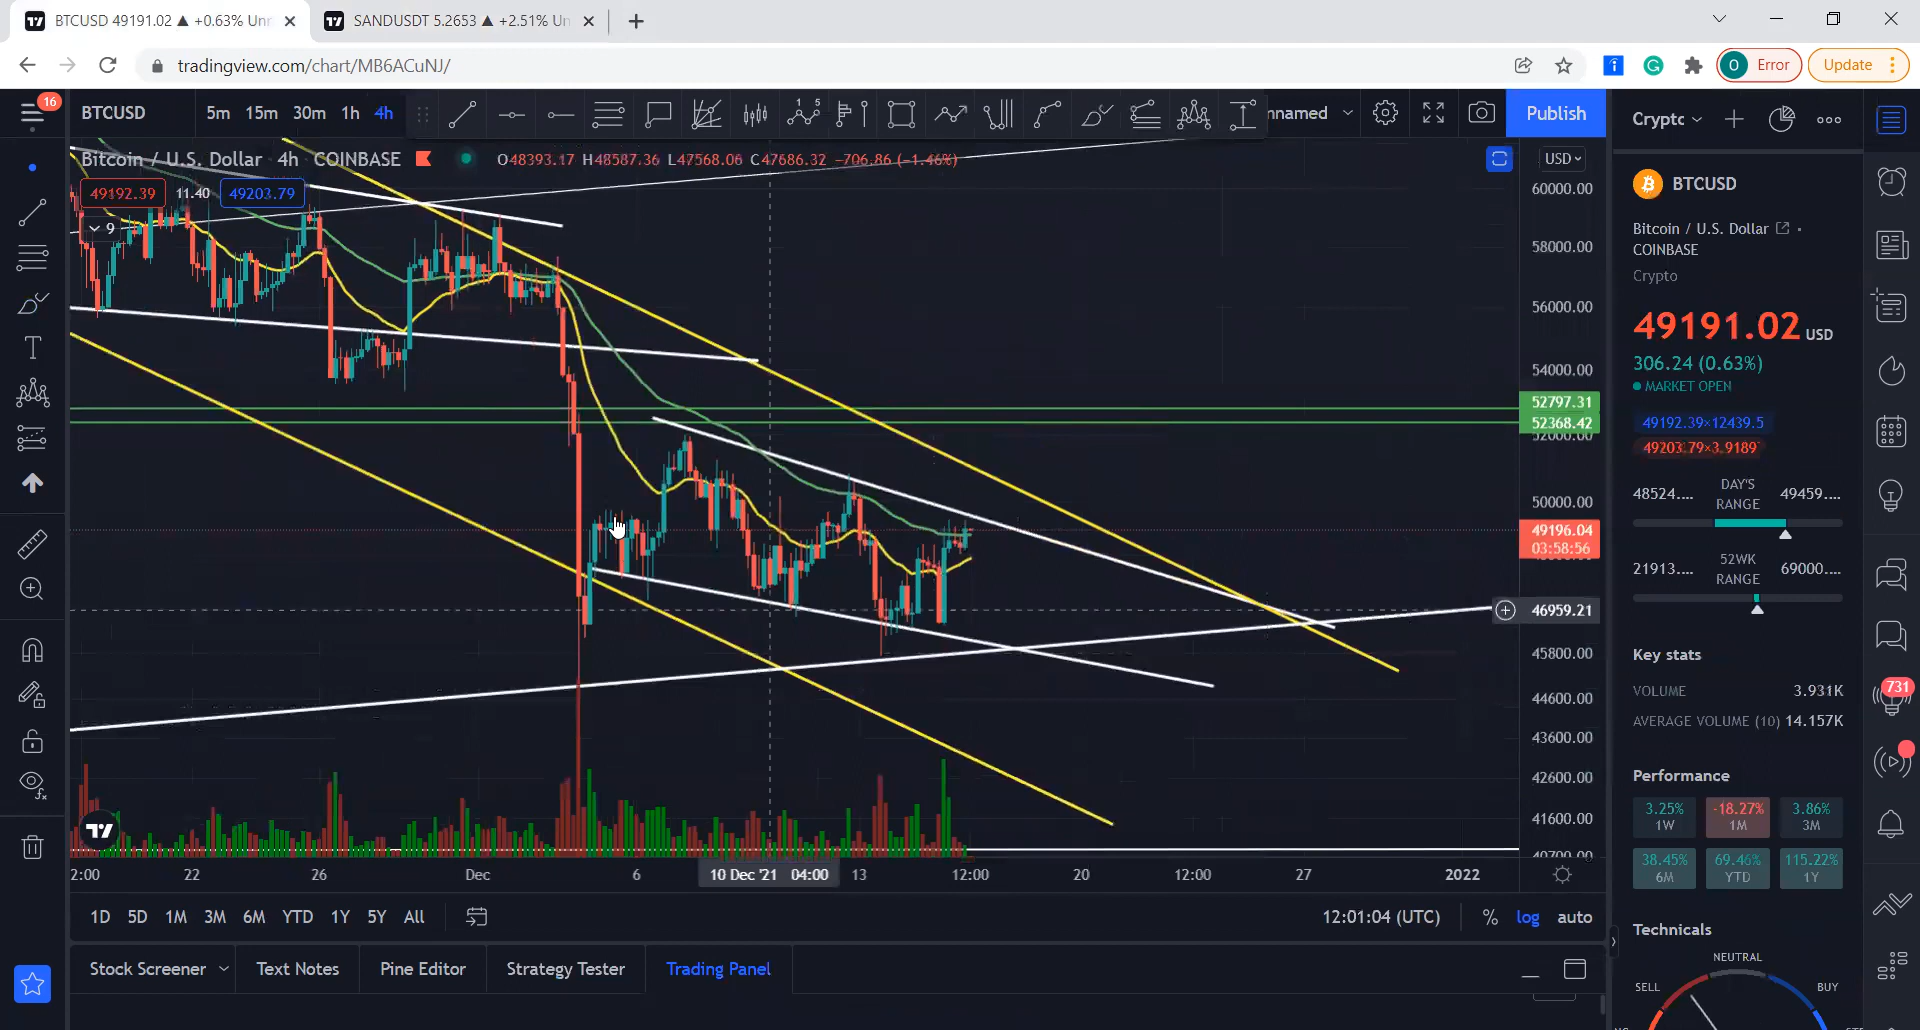 BTCUSD 49191.02 ▲ +0.63% Unn
SANDUSDT 5.2653 ▲ +2.51% Un
tradingview.com/chart/MB6ACuNJ/
O Error
Update
16
BTCUSD
5m 15m 30m 1h 4h
nnamed
Publish
Crypto
Bitcoin / U.S. Dollar · 4h · COINBASE
O48393.17 H48587.36 L47568.06 C47686.32 -706.86 (-1.46%)
USD
49192.39 11.40 49203.79
9
60000.00
58000.00
56000.00
54000.00
52797.31
52368.42
52000.00
50000.00
49196.04
03:58:56
46959.21
45800.00
44600.00
43600.00
42600.00
41600.00
40700.00
2:00 22 26 Dec 6 10 Dec '21 04:00 13 12:00 20 12:00 27 2022
1D 5D 1M 3M 6M YTD 1Y 5Y All
12:01:04 (UTC) % log auto
Stock Screener Text Notes Pine Editor Strategy Tester Trading Panel
BTCUSD
Bitcoin / U.S. Dollar ·
COINBASE
Crypto
49191.02 USD
306.24 (0.63%)
MARKET OPEN
49192.39×12439.5
49203.79×3.9189
48524.... DAY'S RANGE 49459....
21913.... 52WK RANGE 69000....
Key stats
VOLUME 3.931K
AVERAGE VOLUME (10) 14.157K
Performance
3.25% 1W
-18.27% 1M
3.86% 3M
38.45% 6M
69.46% YTD
115.22% 1Y
Technicals
NEUTRAL
SELL BUY
731